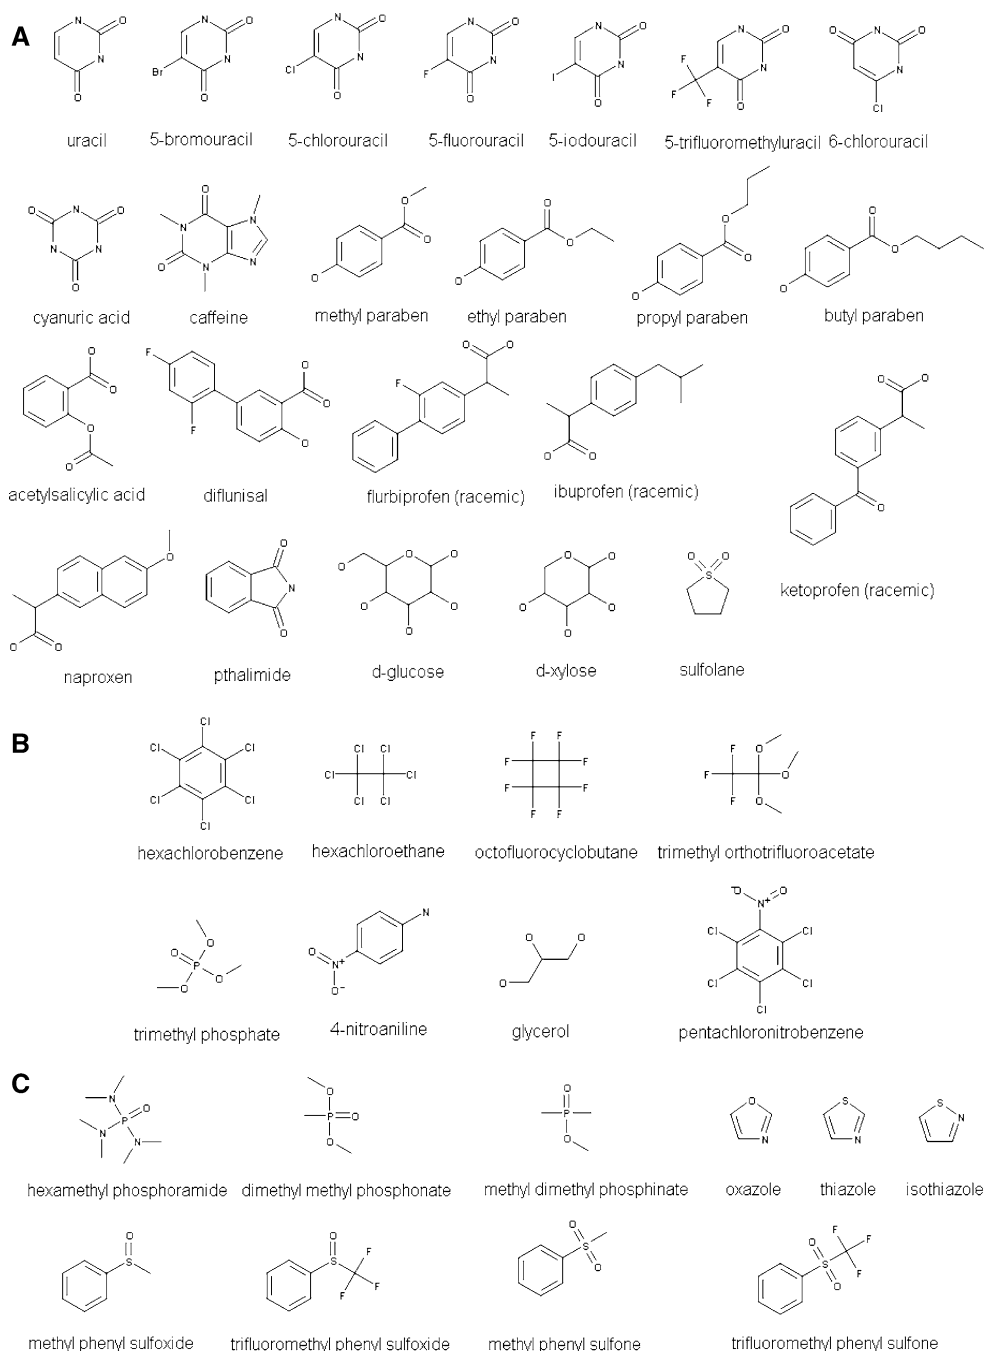 A
uracil 5-bromouracil 5-chlorouracil 5-fluorouracil 5-iodouracil 5-trifluoromethyluracil 6-chlorouracil
cyanuric acid caffeine methyl paraben ethyl paraben propyl paraben butyl paraben
acetylsalicylic acid diflunisal flurbiprofen (racemic) ibuprofen (racemic)
ketoprofen (racemic)
naproxen pthalimide d-glucose d-xylose sulfolane
B
hexachlorobenzene hexachloroethane octofluorocyclobutane trimethyl orthotrifluoroacetate
trimethyl phosphate 4-nitroaniline glycerol pentachloronitrobenzene
C
hexamethyl phosphoramide dimethyl methyl phosphonate methyl dimethyl phosphinate oxazole thiazole isothiazole
methyl phenyl sulfoxide trifluoromethyl phenyl sulfoxide methyl phenyl sulfone trifluoromethyl phenyl sulfone